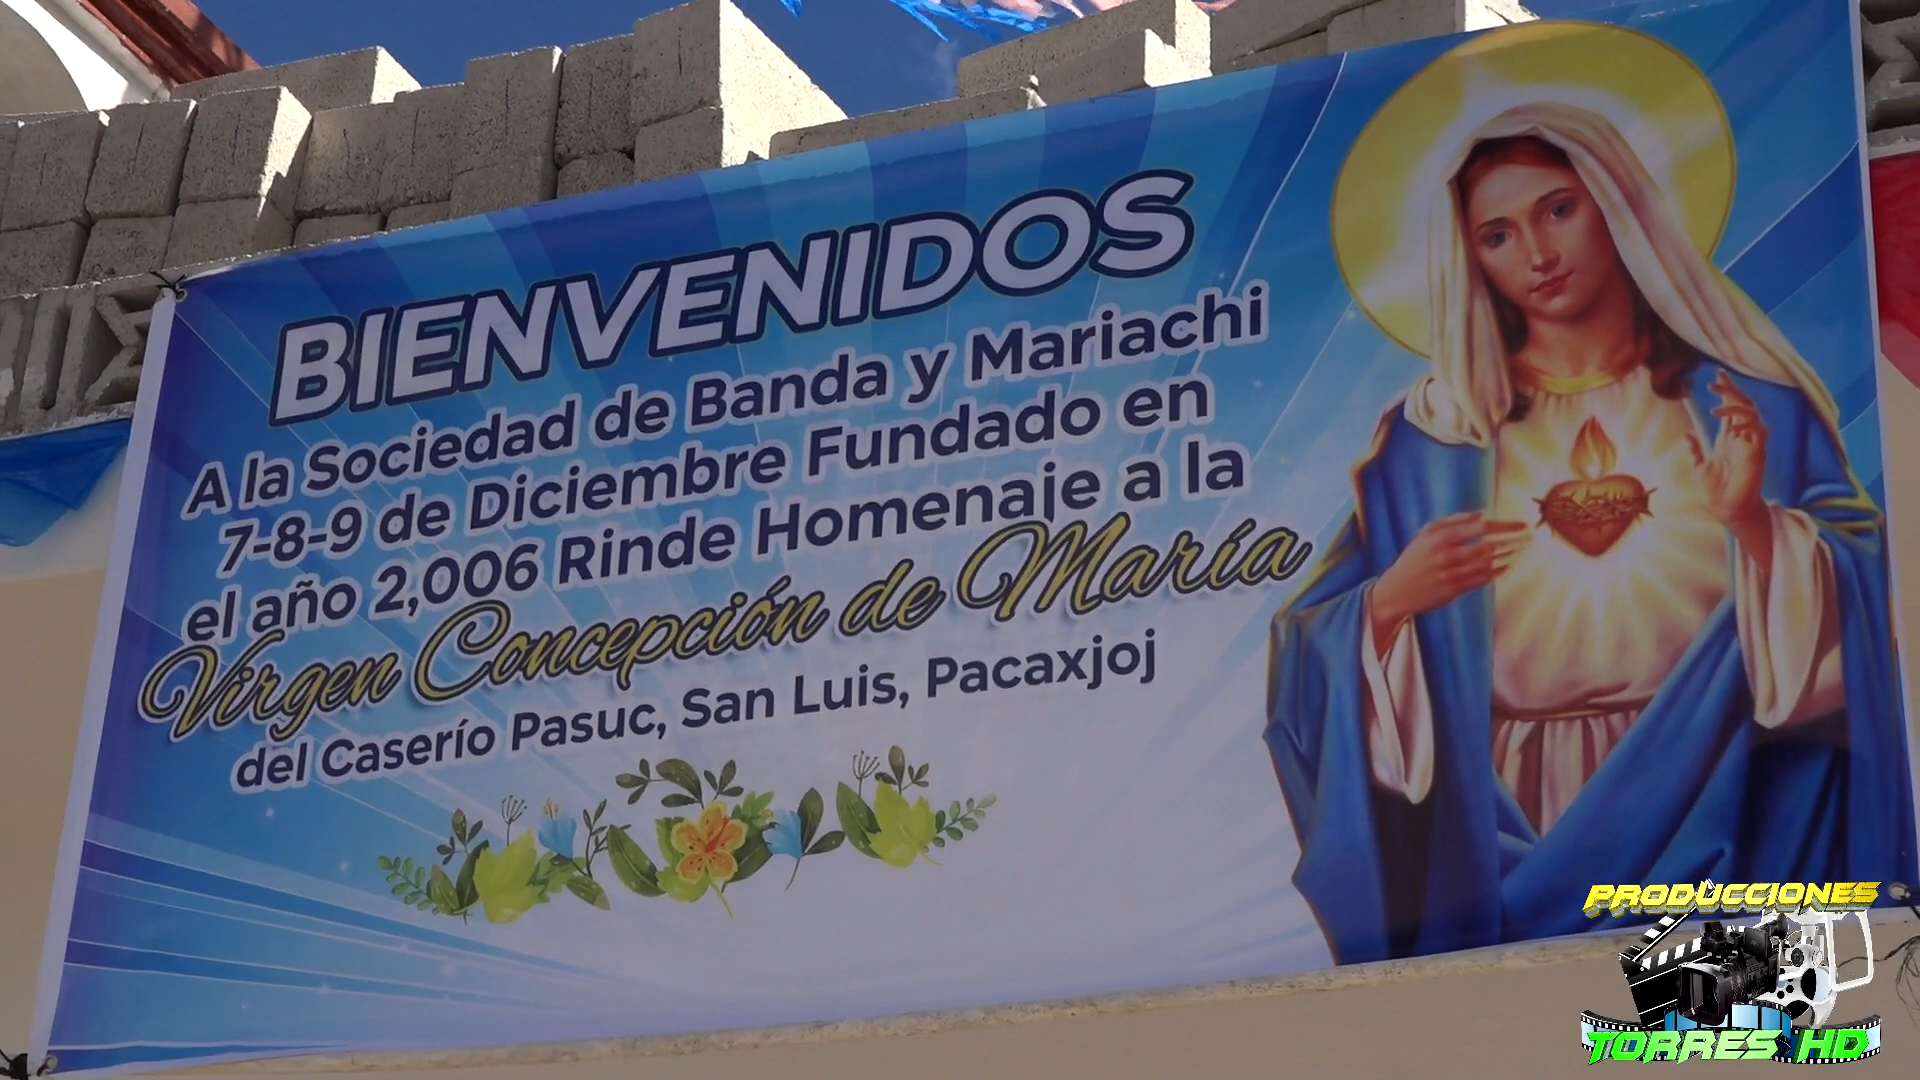 BIENVENIDOS
A la Sociedad de Banda y Mariachi
7-8-9 de Diciembre Fundado en
el año 2,006 Rinde Homenaje a la
Virgen Concepción de María
del Caserío Pasuc, San Luis, Pacaxjoj
PRODUCCIONES
TORRES HD